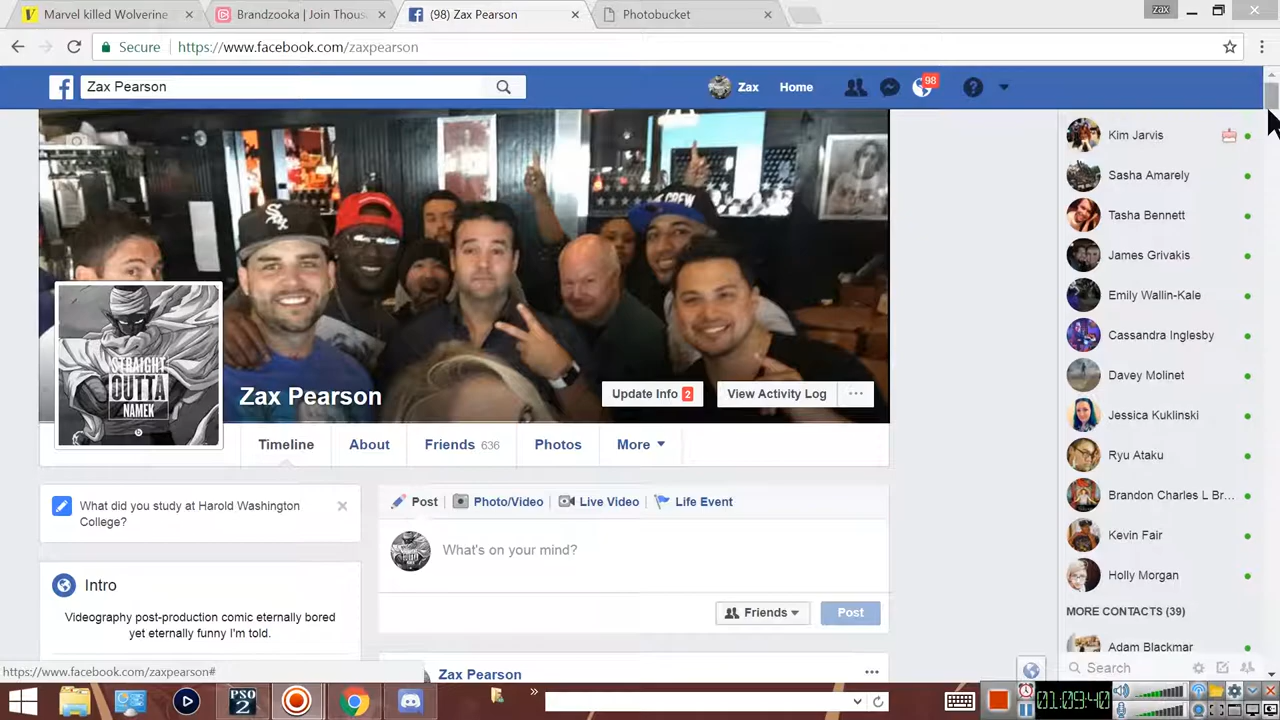 Marvel killed Wolverine
Brandzooka | Join Thous
(98) Zax Pearson
Photobucket
zax
Secure
https://www.facebook.com/zaxpearson
Zax Pearson
Zax
Home
98
Kim Jarvis
Sasha Amarely
Tasha Bennett
James Grivakis
Emily Wallin-Kale
Cassandra Inglesby
Davey Molinet
Jessica Kuklinski
Ryu Ataku
Brandon Charles L Br...
Kevin Fair
Holly Morgan
MORE CONTACTS (39)
Adam Blackmar
Search
STRAIGHT
OUTTA
NAMEK
Zax Pearson
Update Info 2
View Activity Log
Timeline
About
Friends 636
Photos
More
What did you study at Harold Washington
College?
Intro
Videography post-production comic eternally bored
yet eternally funny I'm told.
Post
Photo/Video
Live Video
Life Event
What's on your mind?
Friends
Post
Zax Pearson
https://www.facebook.com/zaxpearson#
PSO
2
01:09:40